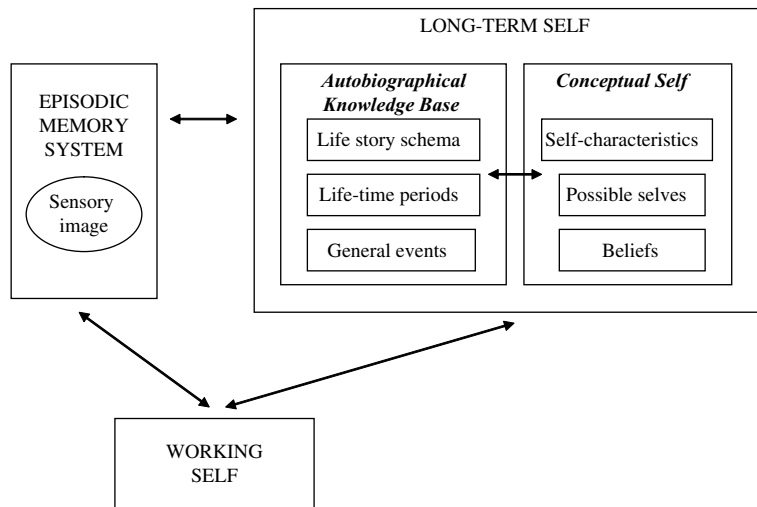 LONG-TERM SELF
EPISODIC
MEMORY
SYSTEM
Sensory
image
Autobiographical
Knowledge Base
Life story schema
Life-time periods
General events
Conceptual Self
Self-characteristics
Possible selves
Beliefs
WORKING
SELF